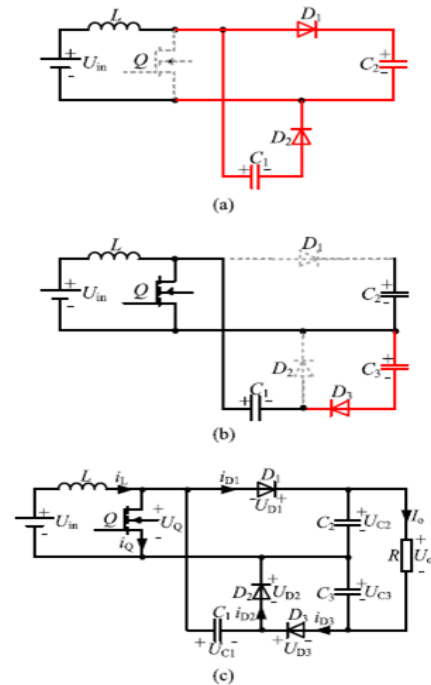 L
D1
+
Uin
-
Q
C2
+
-
D2
C1
+
-
(a)
L
D1
+
Uin
-
Q
C2
+
-
D2
C1
+
-
D3
C3
+
-
(b)
L
iL
iD1
D1
- UD1 +
Io
+
Uin
-
Q
+
UQ
-
iQ
C2
+
UC2
-
R
+
Uo
-
D2
+
UD2
-
iD2
C3
+
UC3
-
C1
+ UC1 -
D3
iD3
+ UD3 -
(c)